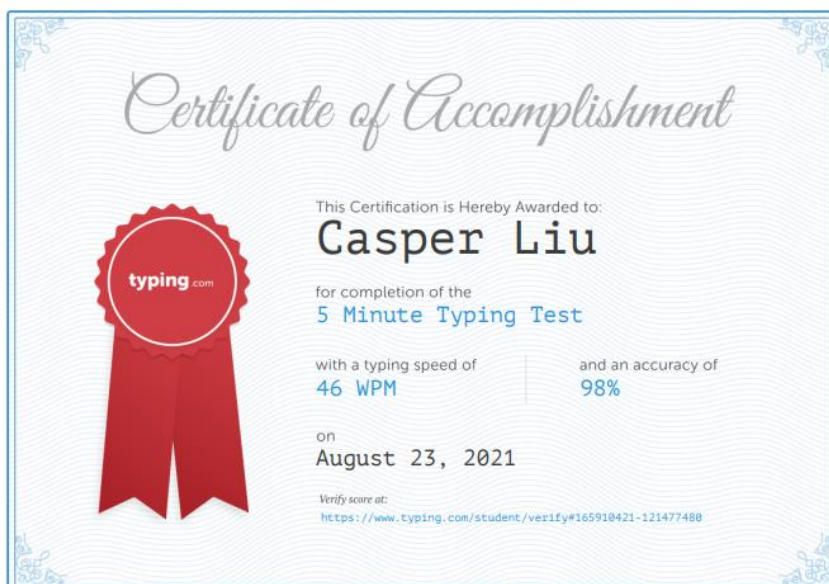 Certificate of Accomplishment
This Certification is Hereby Awarded to:
Casper Liu
typing.com
for completion of the
5 Minute Typing Test
with a typing speed of
46 WPM
and an accuracy of
98%
on
August 23, 2021
Verify score at:
https://www.typing.com/student/verify#165910421-121477480